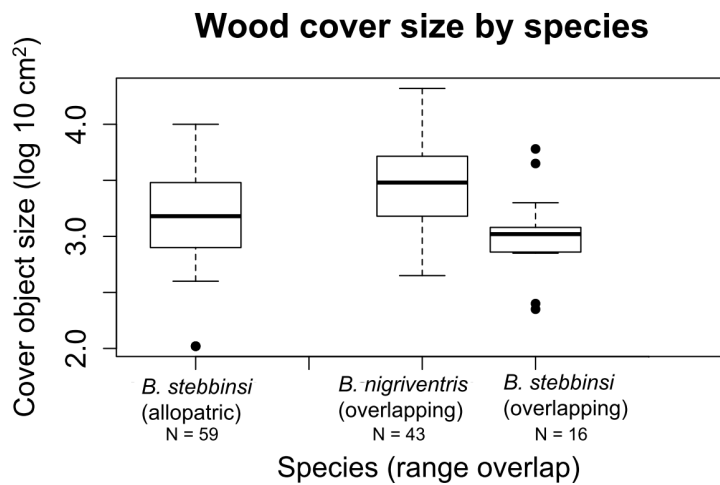 Wood cover size by species
Cover object size (log 10 cm²)
4.0
3.0
2.0
B. stebbinsi
(allopatric)
N = 59
B. nigriventris
(overlapping)
N = 43
B. stebbinsi
(overlapping)
N = 16
Species (range overlap)